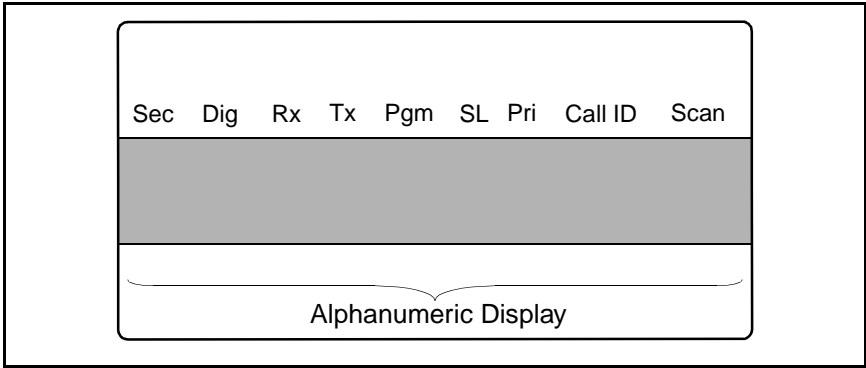 Sec Dig Rx Tx Pgm SL Pri Call ID Scan
Alphanumeric Display